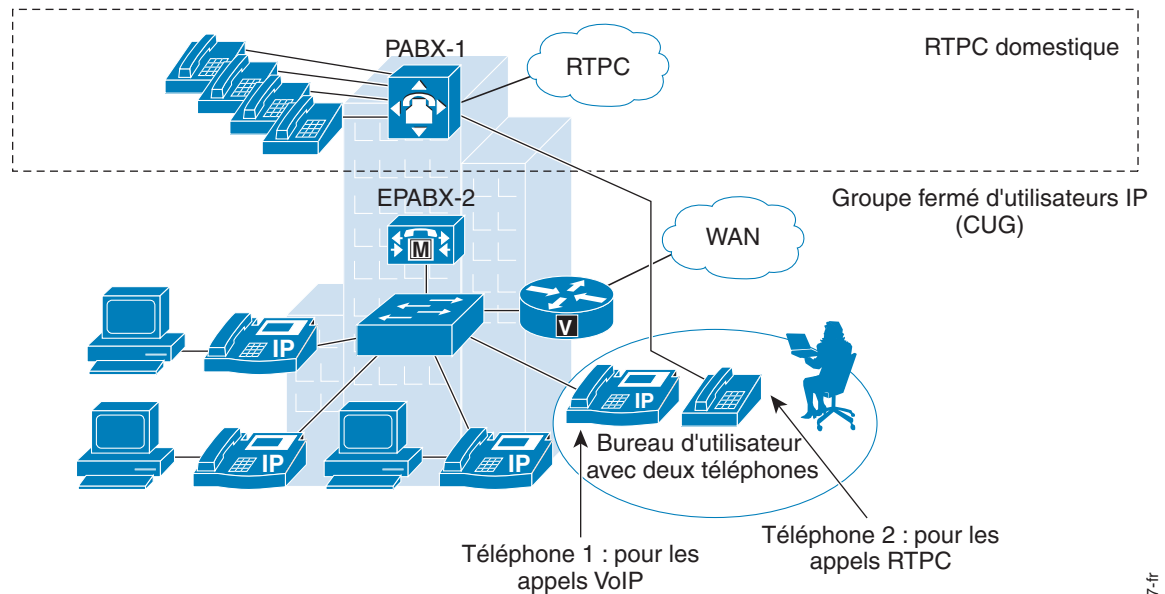 PABX-1
RTPC
RTPC domestique
EPABX-2
Groupe fermé d'utilisateurs IP
(CUG)
WAN
M
V
IP
IP
IP
IP
Bureau d'utilisateur
avec deux téléphones
Téléphone 1 : pour les
appels VoIP
Téléphone 2 : pour les
appels RTPC
7-fr